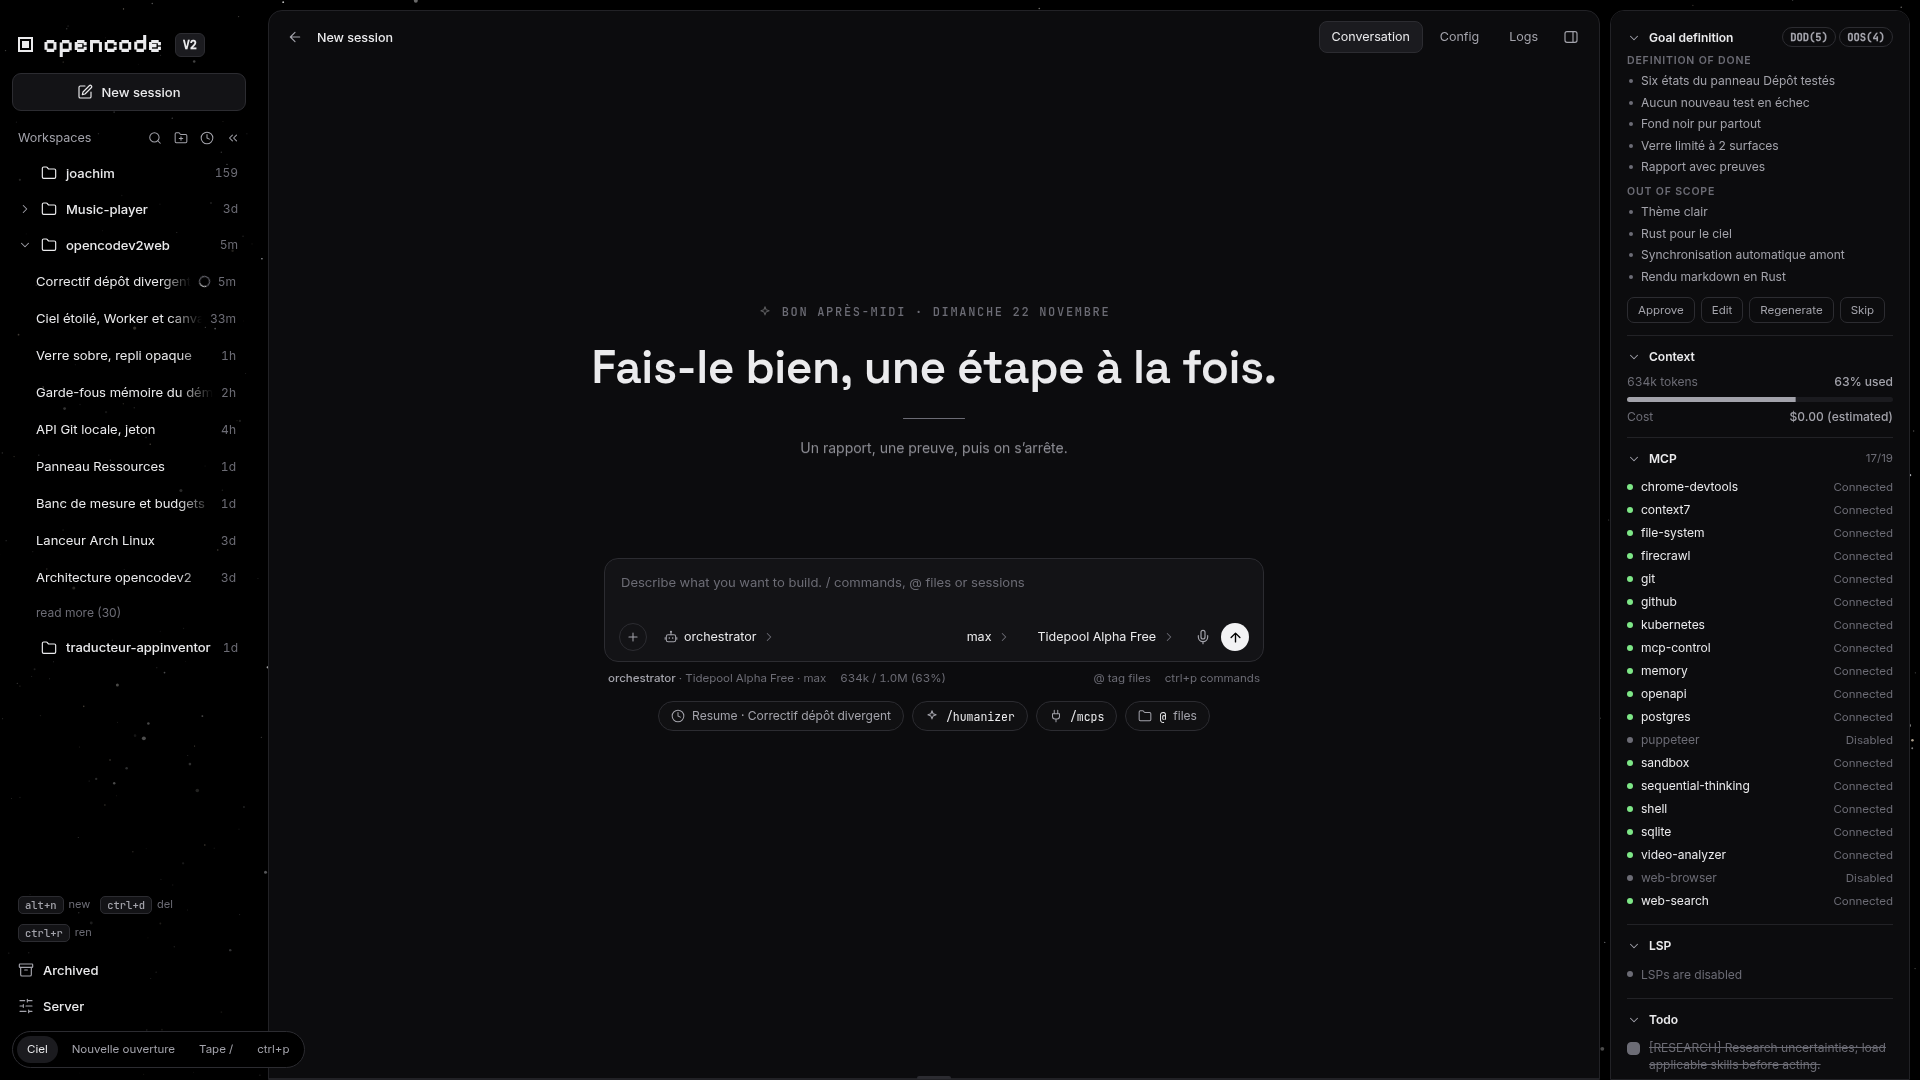 opencode V2
New session
Workspaces
joachim 159
Music-player 3d
opencodev2web 5m
Correctif dépôt divergent 5m
Ciel étoilé, Worker et canva 33m
Verre sobre, repli opaque 1h
Garde-fous mémoire du dém 2h
API Git locale, jeton 4h
Panneau Ressources 1d
Banc de mesure et budgets 1d
Lanceur Arch Linux 3d
Architecture opencodev2 3d
read more (30)
traducteur-appinventor 1d
alt+n new ctrl+d del
ctrl+r ren
Archived
Server
Ciel Nouvelle ouverture Tape / ctrl+p
New session
Conversation Config Logs
BON APRÈS-MIDI · DIMANCHE 22 NOVEMBRE
Fais-le bien, une étape à la fois.
Un rapport, une preuve, puis on s’arrête.
Describe what you want to build. / commands, @ files or sessions
orchestrator max Tidepool Alpha Free
orchestrator · Tidepool Alpha Free · max 634k / 1.0M (63%) @ tag files ctrl+p commands
Resume · Correctif dépôt divergent /humanizer /mcps @ files
Goal definition DOD(5) OOS(4)
DEFINITION OF DONE
• Six états du panneau Dépôt testés
• Aucun nouveau test en échec
• Fond noir pur partout
• Verre limité à 2 surfaces
• Rapport avec preuves
OUT OF SCOPE
• Thème clair
• Rust pour le ciel
• Synchronisation automatique amont
• Rendu markdown en Rust
Approve Edit Regenerate Skip
Context
634k tokens 63% used
Cost $0.00 (estimated)
MCP 17/19
chrome-devtools Connected
context7 Connected
file-system Connected
firecrawl Connected
git Connected
github Connected
kubernetes Connected
mcp-control Connected
memory Connected
openapi Connected
postgres Connected
puppeteer Disabled
sandbox Connected
sequential-thinking Connected
shell Connected
sqlite Connected
video-analyzer Connected
web-browser Disabled
web-search Connected
LSP
LSPs are disabled
Todo
[RESEARCH] Research uncertainties; load
applicable skills before acting.